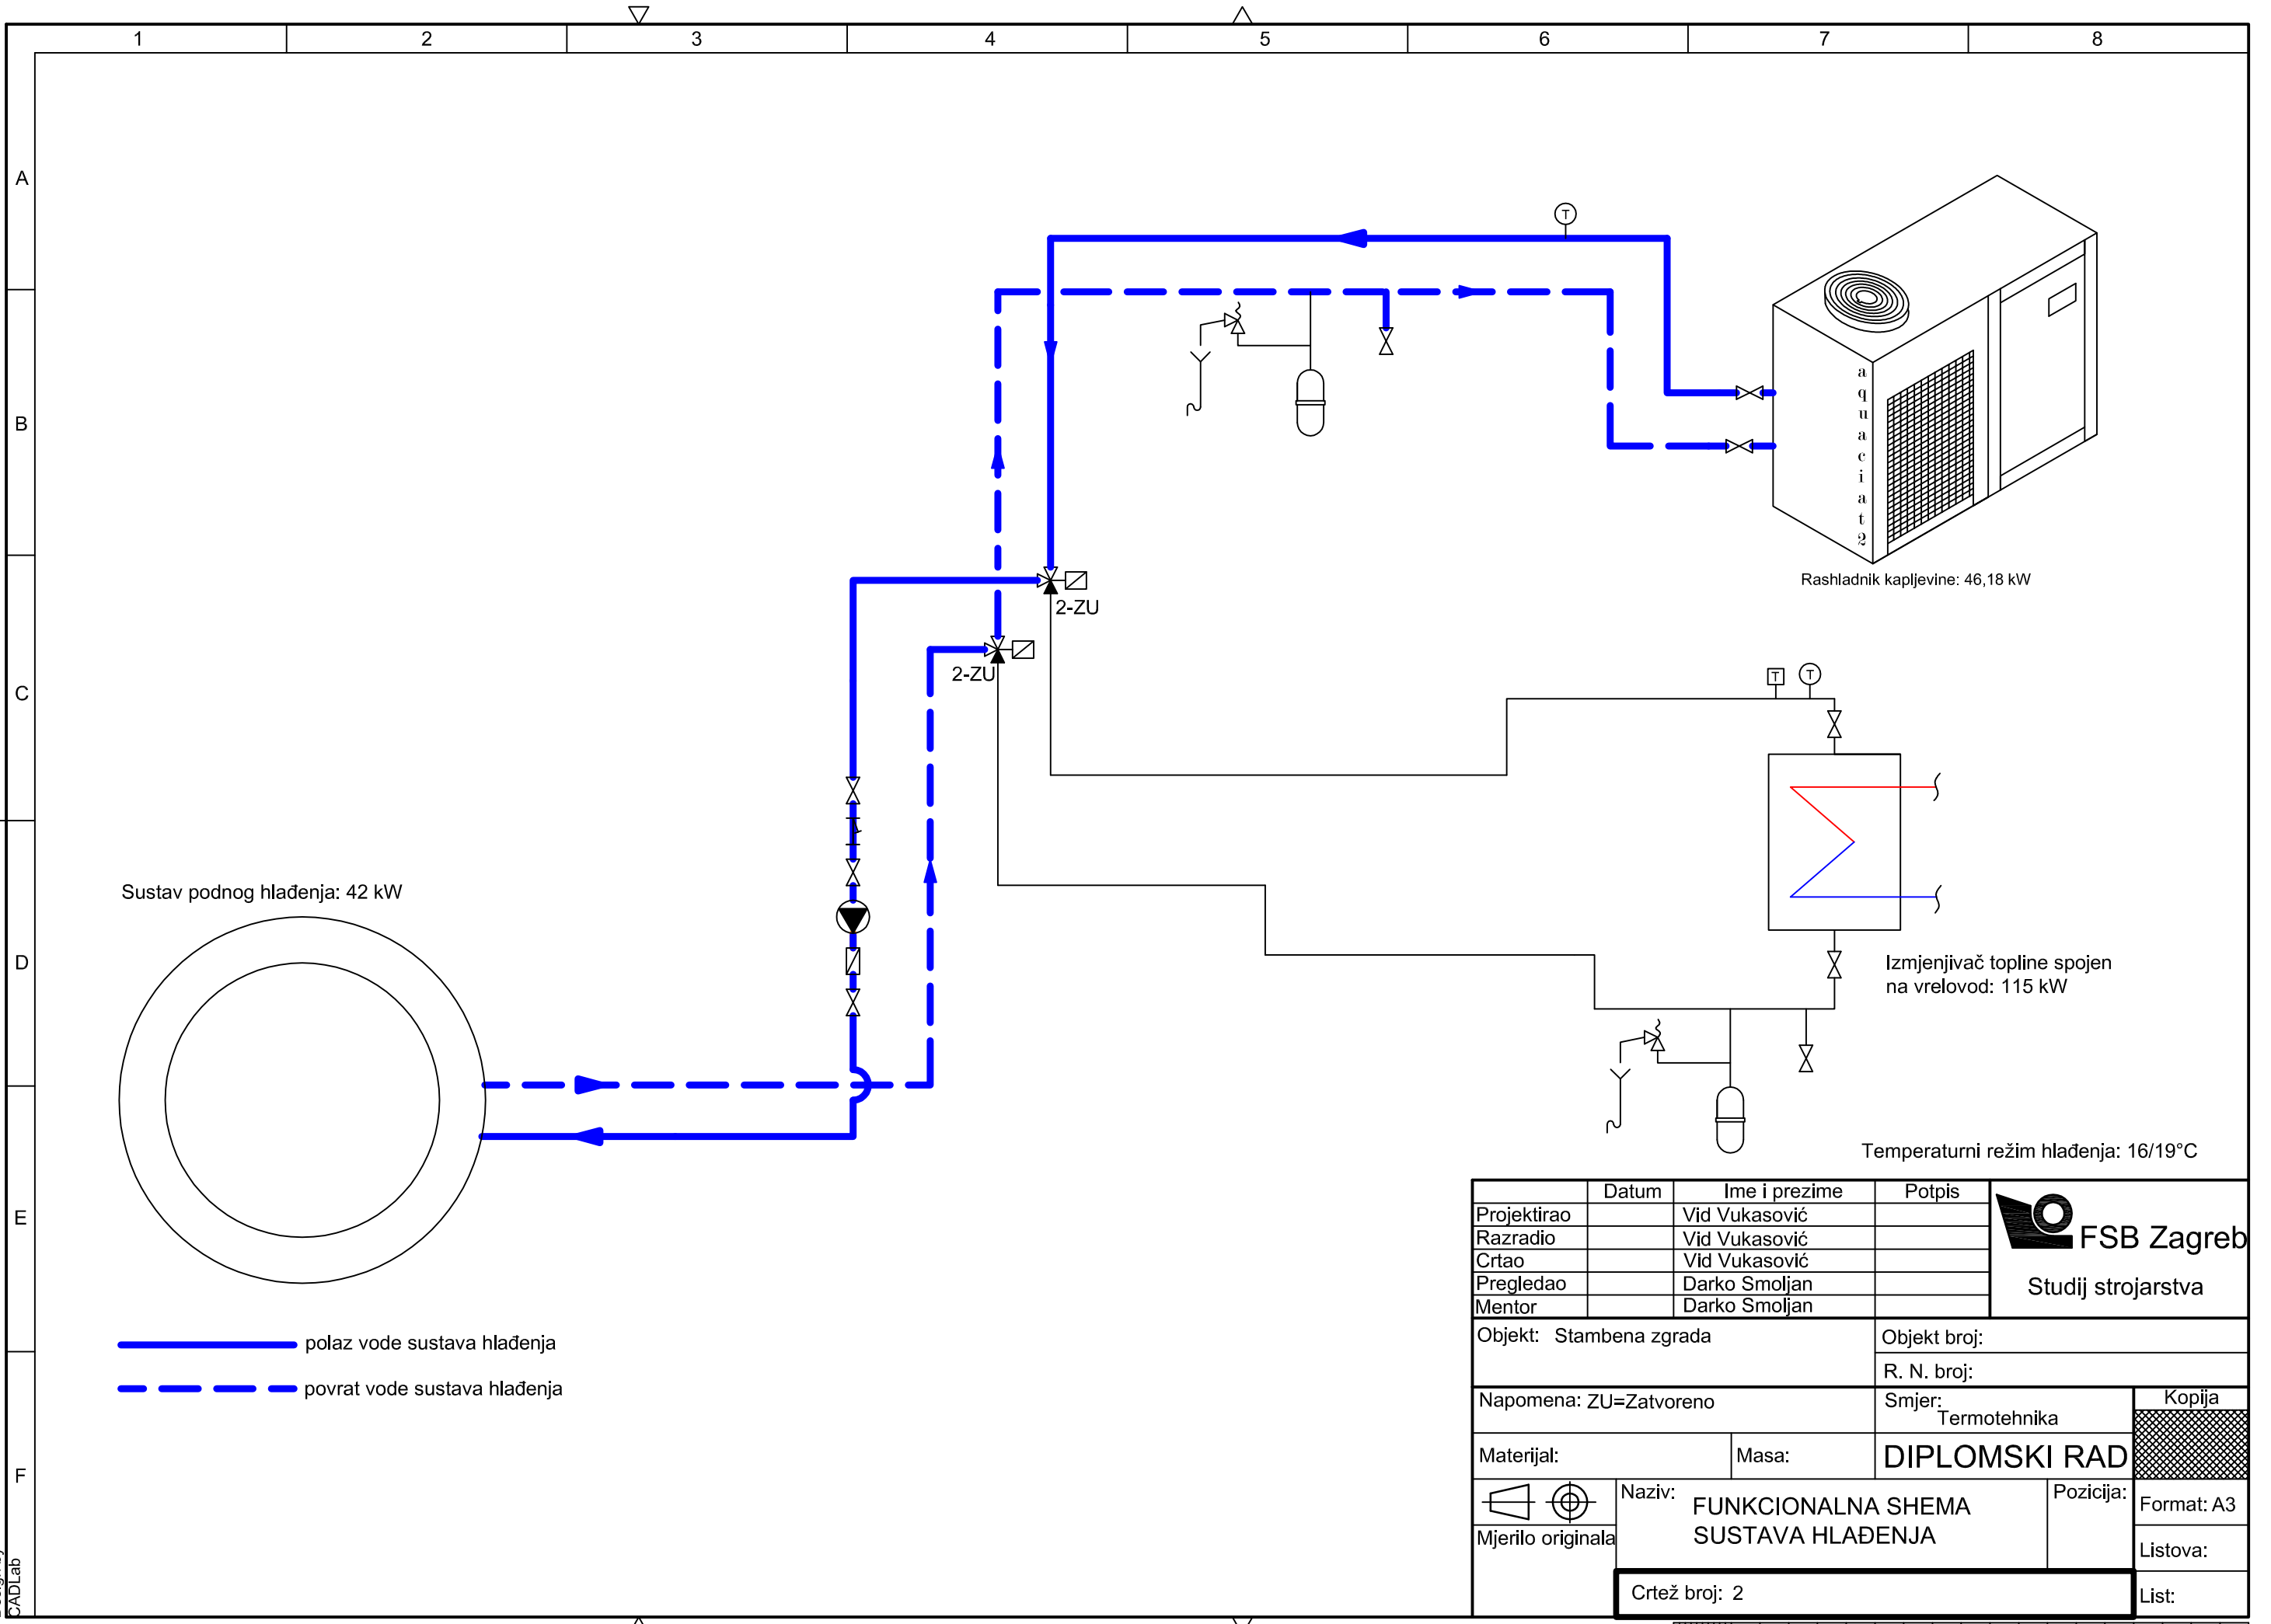 1 2 3 4 5 6 7 8
A
B
C
D
E
F
T
aquaciat2
Rashladnik kapljevine: 46,18 kW
2-ZU
2-ZU
T T
Sustav podnog hlađenja: 42 kW
Izmjenjivač topline spojen
na vrelovod: 115 kW
Temperaturni režim hlađenja: 16/19°C
polaz vode sustava hlađenja
povrat vode sustava hlađenja
Datum Ime i prezime Potpis
Projektirao Vid Vukasović
Razradio Vid Vukasović
Crtao Vid Vukasović
Pregledao Darko Smoljan
Mentor Darko Smoljan
FSB Zagreb
Studij strojarstva
Objekt: Stambena zgrada
Objekt broj:
R. N. broj:
Napomena: ZU=Zatvoreno
Smjer:
Termotehnika
Kopija
Materijal: Masa:
DIPLOMSKI RAD
Naziv:
FUNKCIONALNA SHEMA
SUSTAVA HLAĐENJA
Pozicija:
Format: A3
Mjerilo originala
Listova:
Crtež broj: 2
List:
CADLab